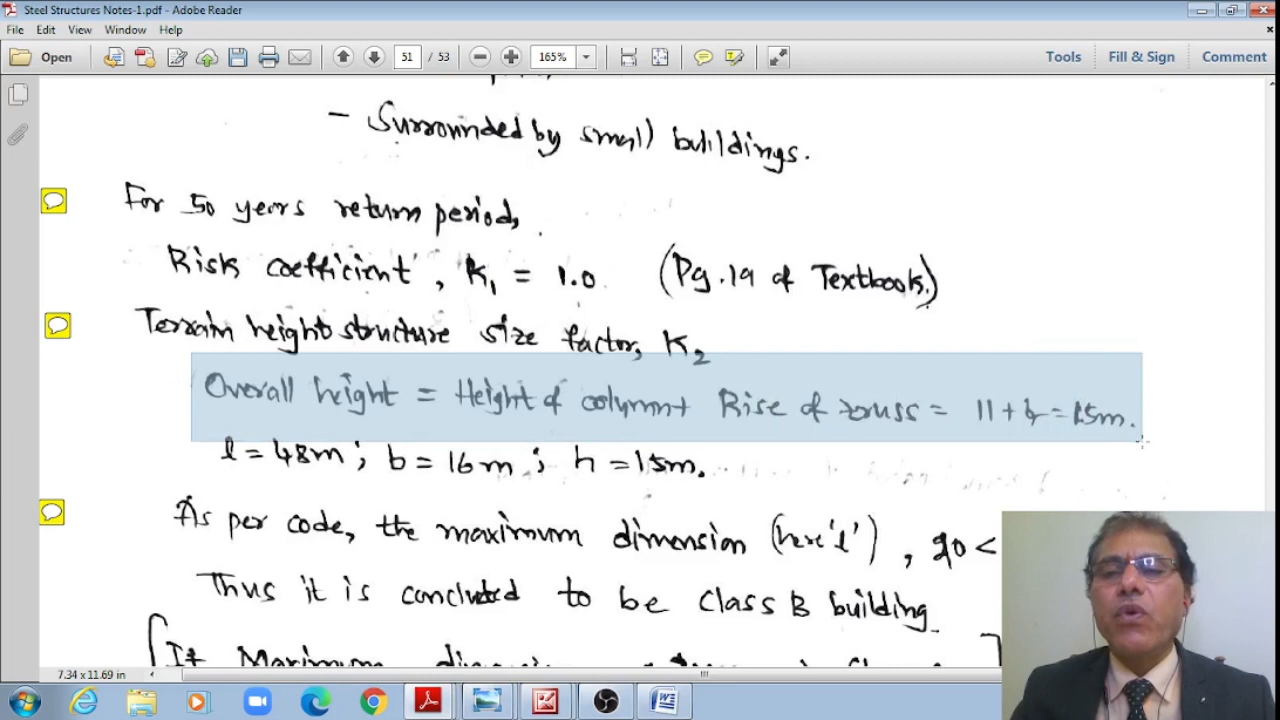 Steel Structures Notes-1.pdf - Adobe Reader
File Edit View Window Help
Open 51 / 53 165% Tools Fill & Sign Comment
- Surrounded by small buildings.
For 50 years return period,
Risk coefficient, K1 = 1.0 (Pg.19 of Textbook.)
Terrain height structure size factor, K2
Overall height = Height of column + Rise of truss = 11 + 4 = 15m.
l = 48m; b = 16m; h = 15m.
As per code, the maximum dimension (here 'l'), 20 <
Thus it is concluded to be Class B building.
[If Maximum
7.34 x 11.69 in